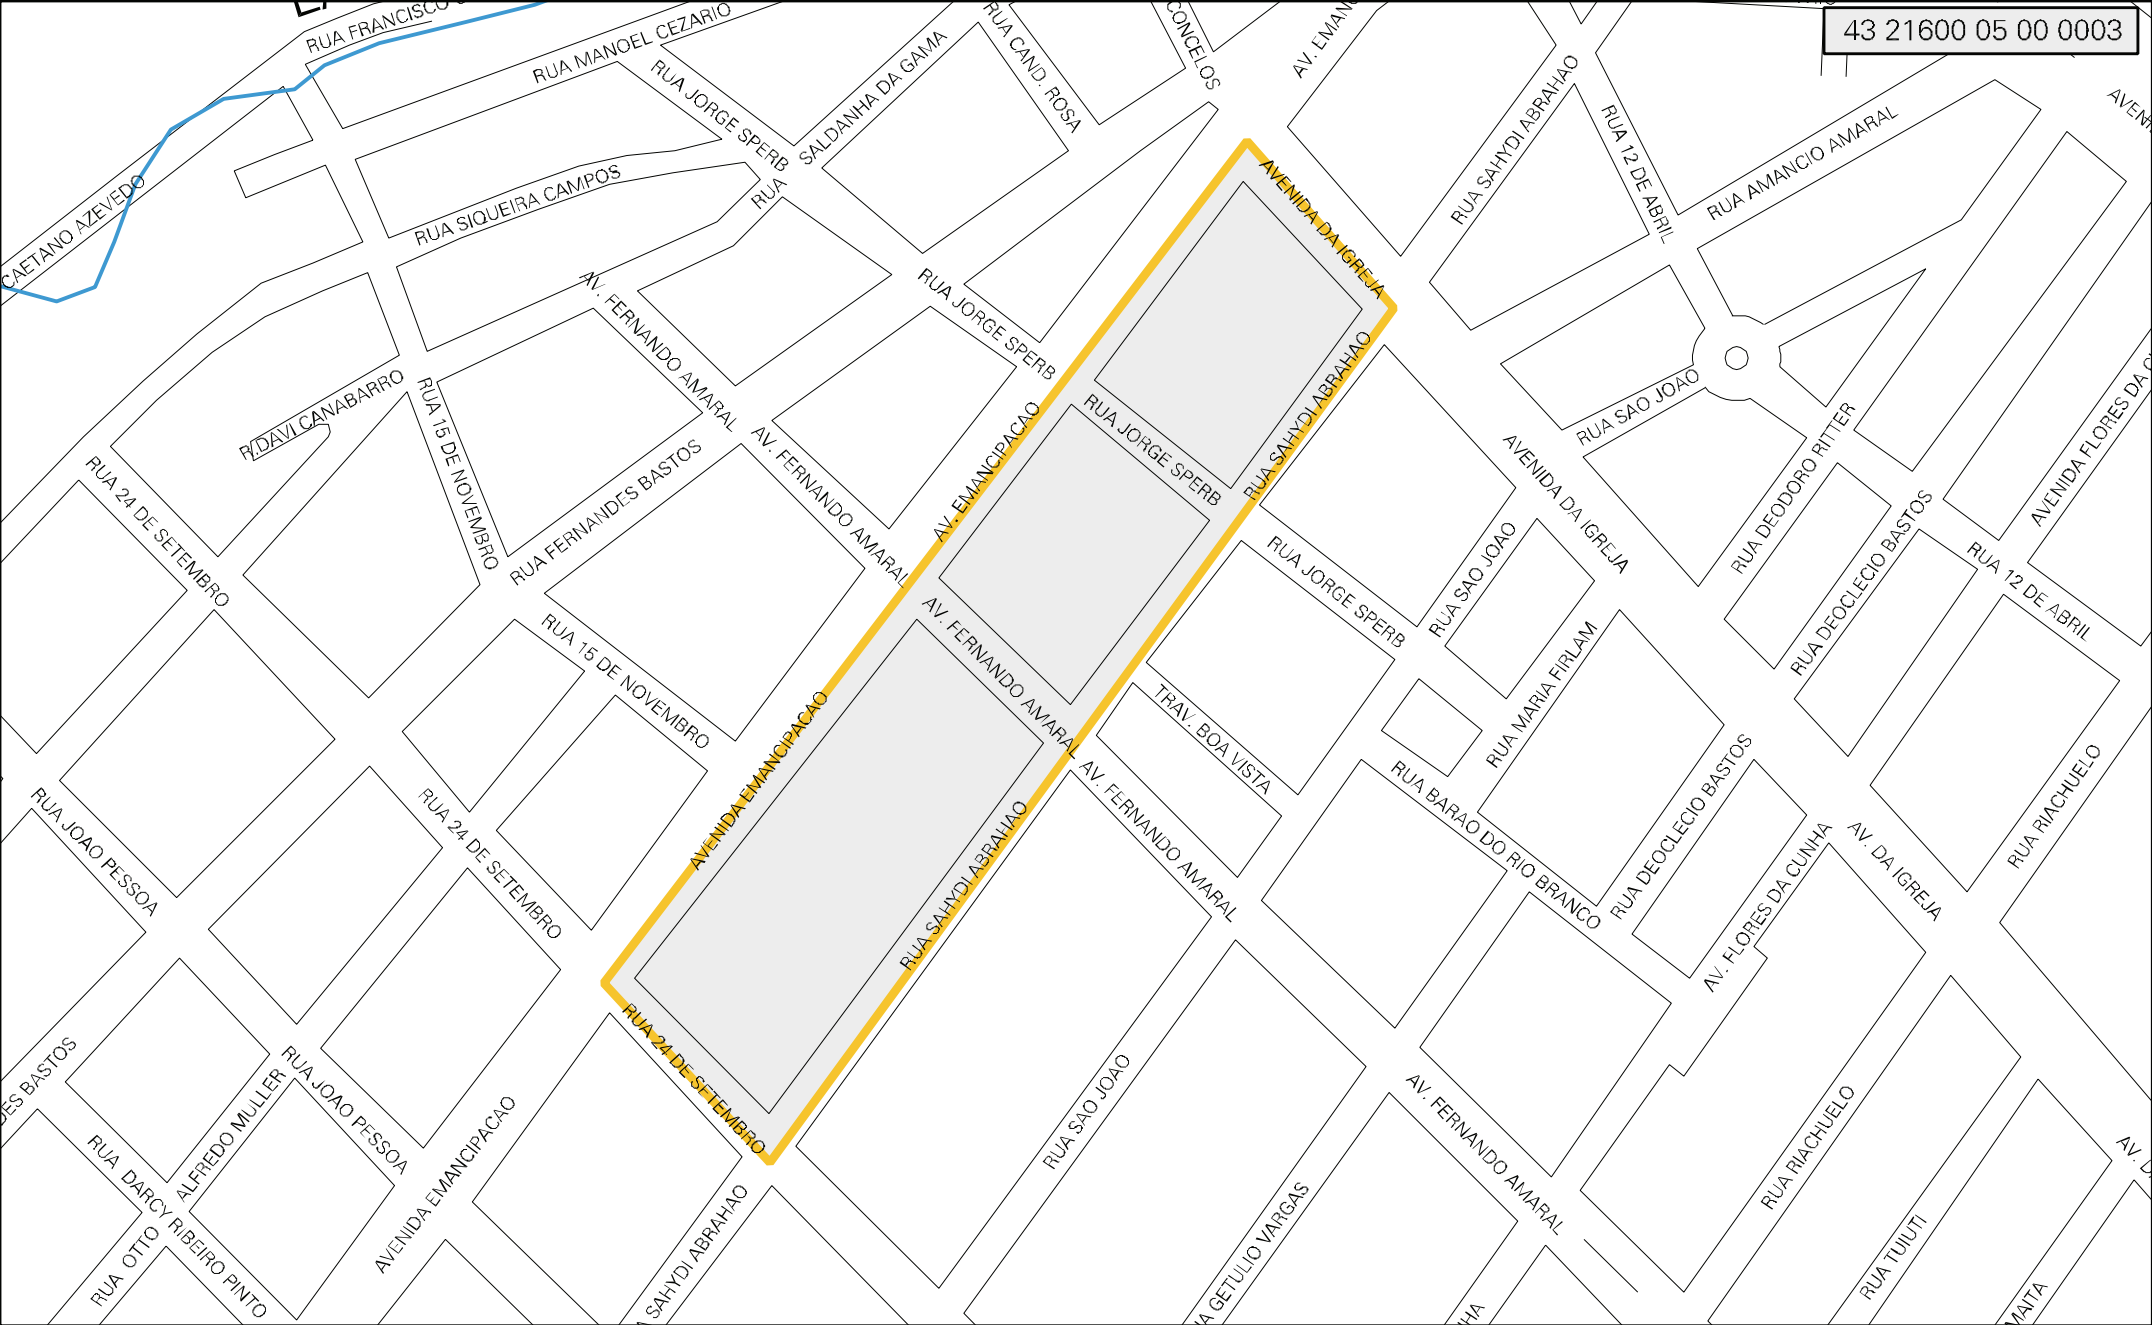 43 21600 05 00 0003
RUA FRANCISCO
RUA MANOEL CEZARIO
RUA JORGE SPERB
RUA SALDANHA DA GAMA
RUA CAND. ROSA
CONCELOS
AV. EMANC
RUA SAHYDI ABRAHAO
RUA 12 DE ABRIL
RUA AMANCIO AMARAL
AVEN
CAETANO AZEVEDO
RUA SIQUEIRA CAMPOS
AVENIDA DA IGREJA
AV. FERNANDO AMARAL
RUA JORGE SPERB
RUA SAHYDI ABRAHAO
R. DAVI CANABARRO
RUA 15 DE NOVEMBRO
AV. EMANCIPACAO
RUA JORGE SPERB
RUA SAO JOAO
AVENIDA FLORES DA C
RUA 24 DE SETEMBRO
RUA FERNANDES BASTOS
AV. FERNANDO AMARAL
AVENIDA DA IGREJA
RUA DEODORO RITTER
RUA DEOCLECIO BASTOS
RUA 12 DE ABRIL
RUA JORGE SPERB
RUA SAO JOAO
AV. FERNANDO AMARAL
RUA 15 DE NOVEMBRO
RUA MARIA FIRLAM
TRAV. BOA VISTA
AVENIDA EMANCIPACAO
RUA JOAO PESSOA
RUA 24 DE SETEMBRO
AV. FERNANDO AMARAL
RUA SAHYDI ABRAHAO
RUA BARAO DO RIO BRANCO
RUA DEOCLECIO BASTOS
AV. FLORES DA CUNHA
AV. DA IGREJA
RUA RIACHUELO
DES BASTOS
RUA JOAO PESSOA
RUA 24 DE SETEMBRO
RUA OTTO ALFREDO MULLER
RUA DARCY RIBEIRO PINTO
AVENIDA EMANCIPACAO
RUA SAO JOAO
AV. FERNANDO AMARAL
RUA RIACHUELO
AV. D
SAHYDI ABRAHAO
UA GETULIO VARGAS
NHA
RUA TUIUTI
MAITA